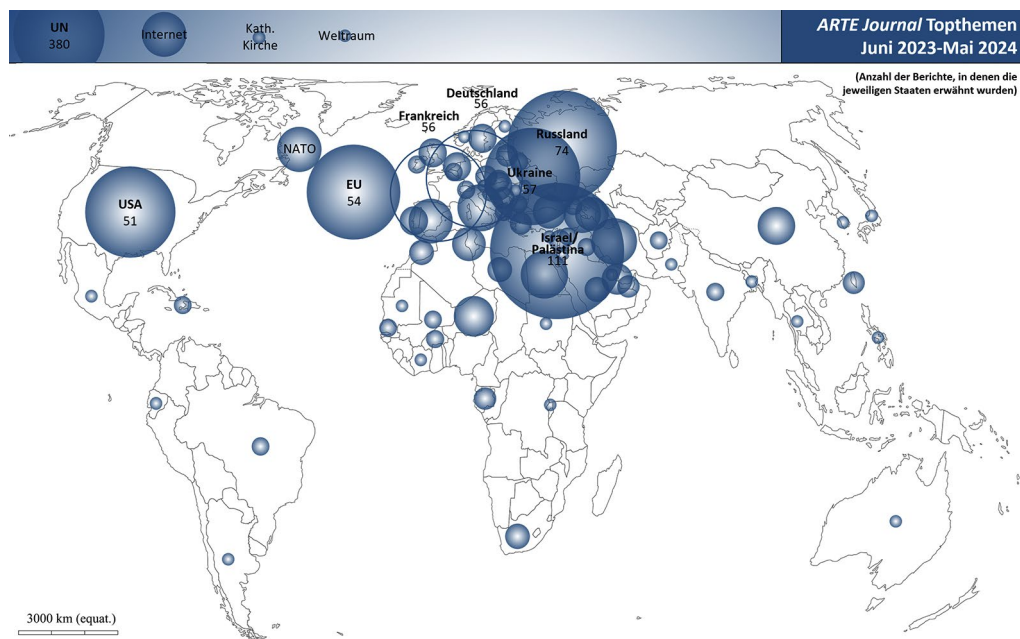 UN
380
Internet
Kath.
Kirche
Weltraum
ARTE Journal Topthemen
Juni 2023-Mai 2024
(Anzahl der Berichte, in denen die
jeweiligen Staaten erwähnt wurden)
Deutschland
56
Frankreich
56
Russland
74
NATO
Ukraine
57
EU
54
USA
51
Israel/
Palästina
111
3000 km (equat.)